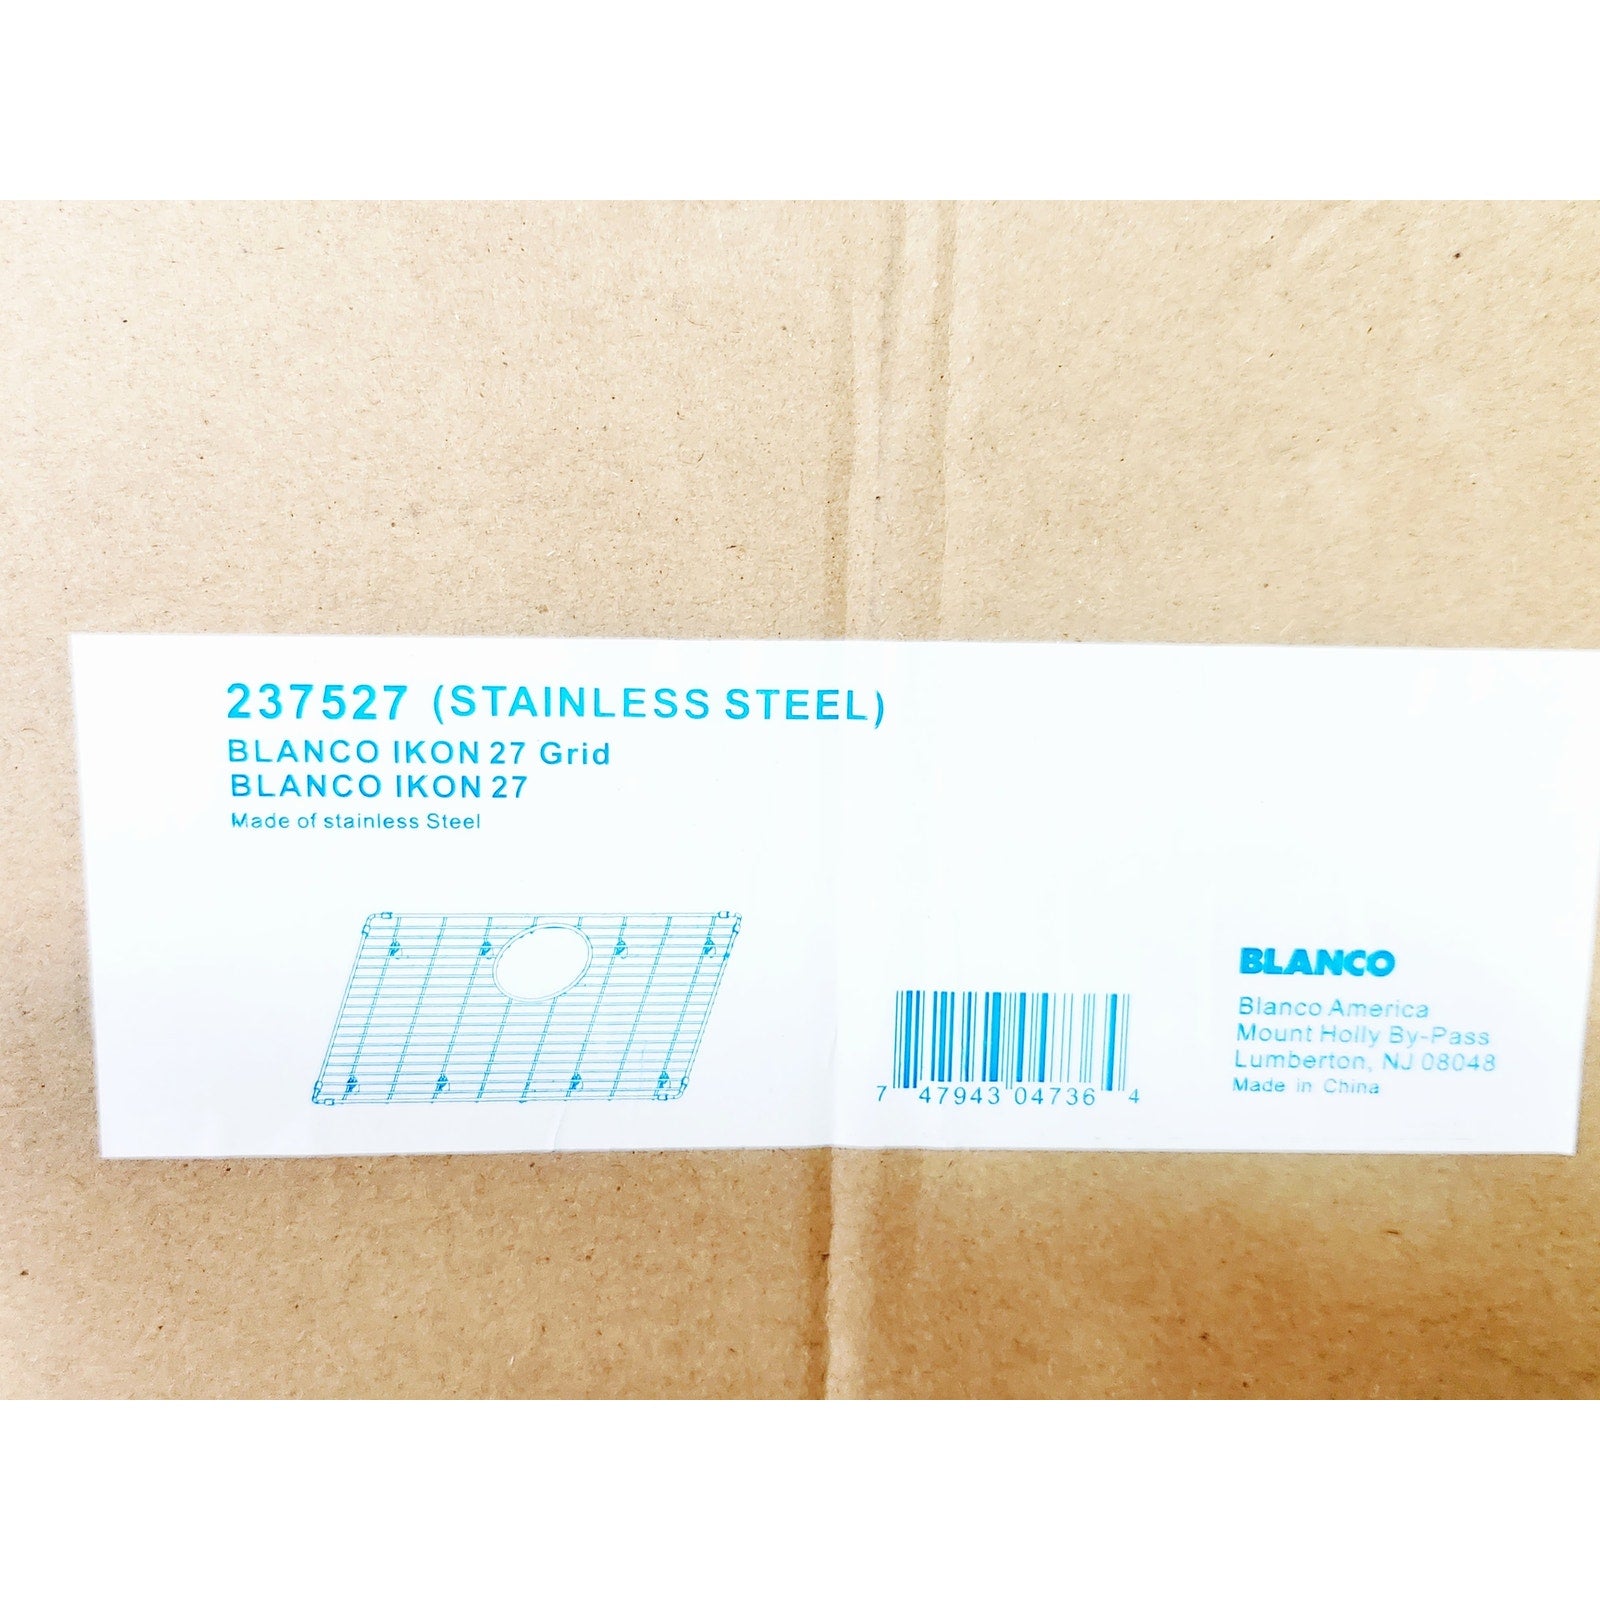 237527 (STAINLESS STEEL)
BLANCO IKON 27 Grid
BLANCO IKON 27
Made of stainless Steel
7 47943 04736 4
BLANCO
Blanco America
Mount Holly By-Pass
Lumberton, NJ 08048
Made in China